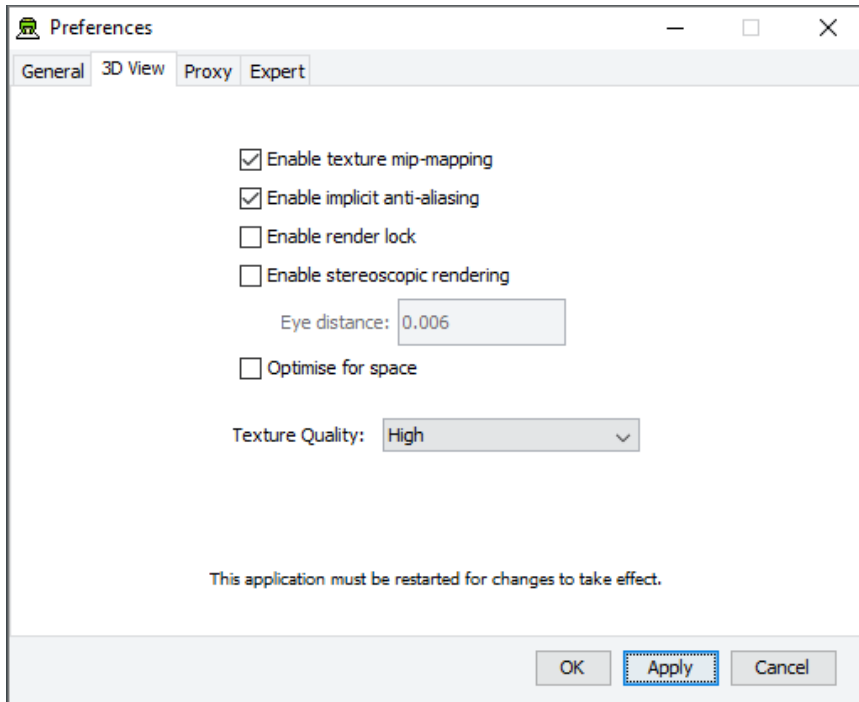 Preferences
General 3D View Proxy Expert
Enable texture mip-mapping
Enable implicit anti-aliasing
Enable render lock
Enable stereoscopic rendering
Eye distance: 0.006
Optimise for space
Texture Quality: High
This application must be restarted for changes to take effect.
OK Apply Cancel